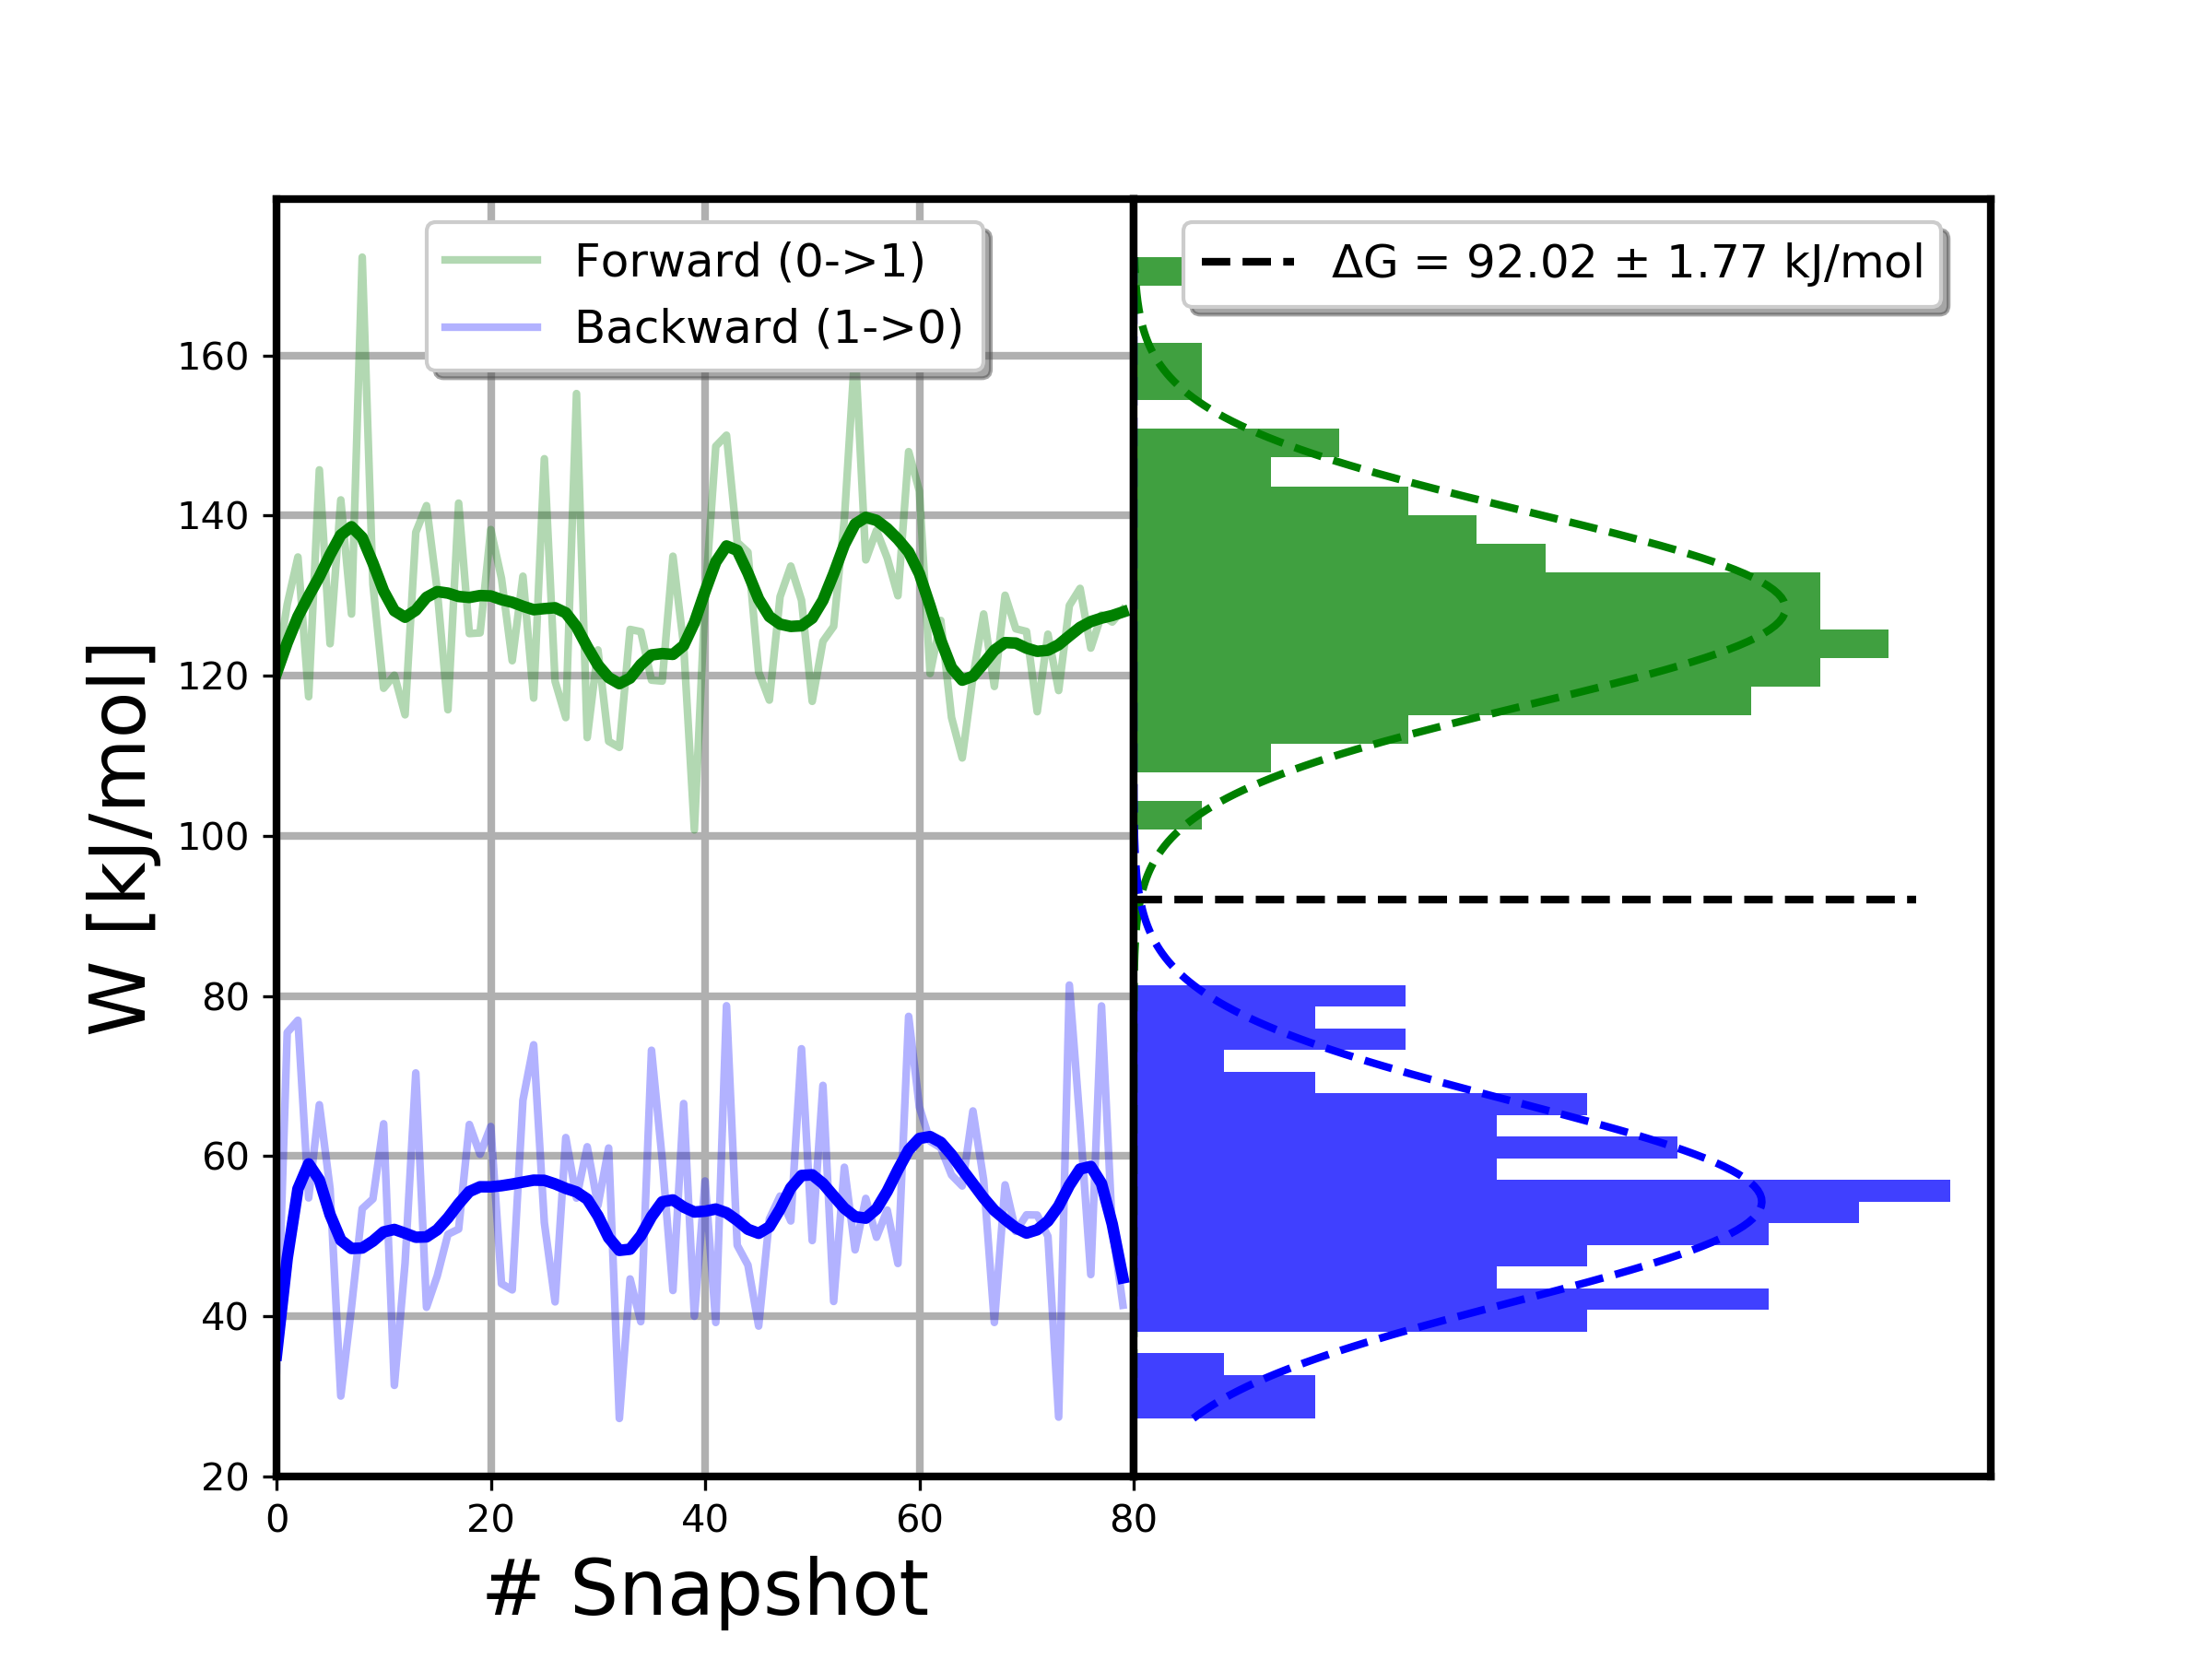 Forward (0->1)
Backward (1->0)
ΔG = 92.02 ± 1.77 kJ/mol
W [kJ/mol]
160
140
120
100
80
60
40
20
0
20
40
60
80
# Snapshot